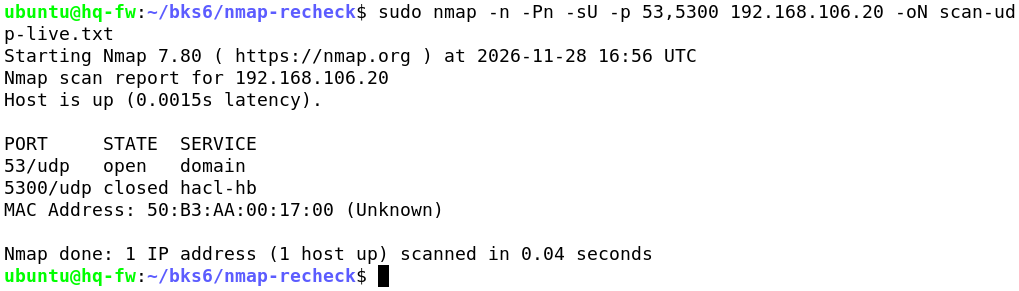 ubuntu@hq-fw:~/bks6/nmap-recheck$ sudo nmap -n -Pn -sU -p 53,5300 192.168.106.20 -oN scan-ud
p-live.txt
Starting Nmap 7.80 ( https://nmap.org ) at 2026-11-28 16:56 UTC
Nmap scan report for 192.168.106.20
Host is up (0.0015s latency).

PORT     STATE  SERVICE
53/udp   open   domain
5300/udp closed hacl-hb
MAC Address: 50:B3:AA:00:17:00 (Unknown)

Nmap done: 1 IP address (1 host up) scanned in 0.04 seconds
ubuntu@hq-fw:~/bks6/nmap-recheck$